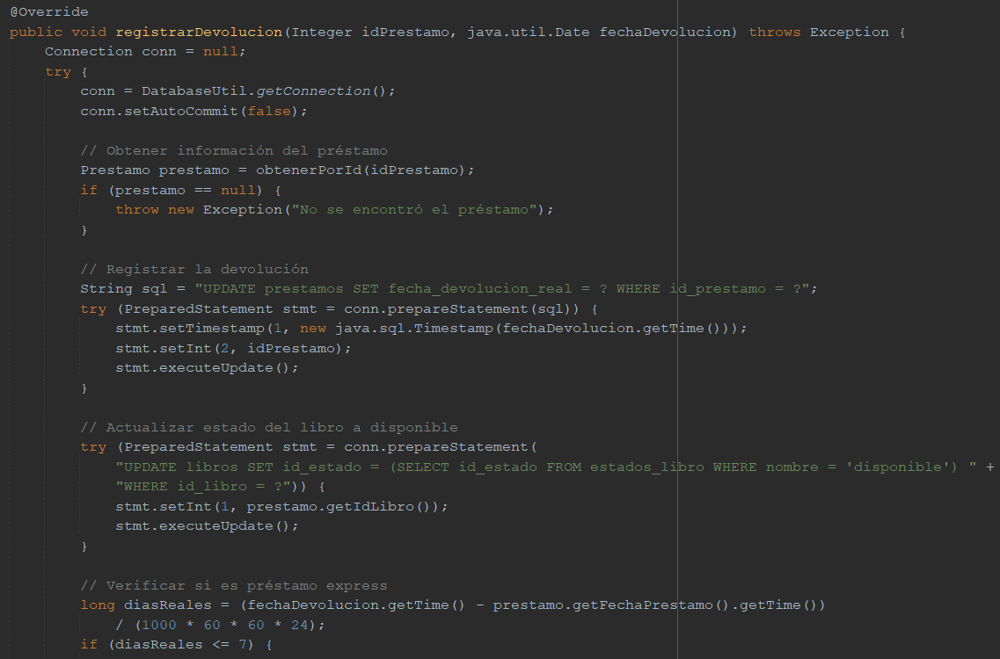 @Override
public void registrarDevolucion(Integer idPrestamo, java.util.Date fechaDevolucion) throws Exception {
    Connection conn = null;
    try {
        conn = DatabaseUtil.getConnection();
        conn.setAutoCommit(false);

        // Obtener información del préstamo
        Prestamo prestamo = obtenerPorId(idPrestamo);
        if (prestamo == null) {
            throw new Exception("No se encontró el préstamo");
        }

        // Registrar la devolución
        String sql = "UPDATE prestamos SET fecha_devolucion_real = ? WHERE id_prestamo = ?";
        try (PreparedStatement stmt = conn.prepareStatement(sql)) {
            stmt.setTimestamp(1, new java.sql.Timestamp(fechaDevolucion.getTime()));
            stmt.setInt(2, idPrestamo);
            stmt.executeUpdate();
        }

        // Actualizar estado del libro a disponible
        try (PreparedStatement stmt = conn.prepareStatement(
            "UPDATE libros SET id_estado = (SELECT id_estado FROM estados_libro WHERE nombre = 'disponible') " +
            "WHERE id_libro = ?")) {
            stmt.setInt(1, prestamo.getIdLibro());
            stmt.executeUpdate();
        }

        // Verificar si es préstamo express
        long diasReales = (fechaDevolucion.getTime() - prestamo.getFechaPrestamo().getTime())
            / (1000 * 60 * 60 * 24);
        if (diasReales <= 7) {